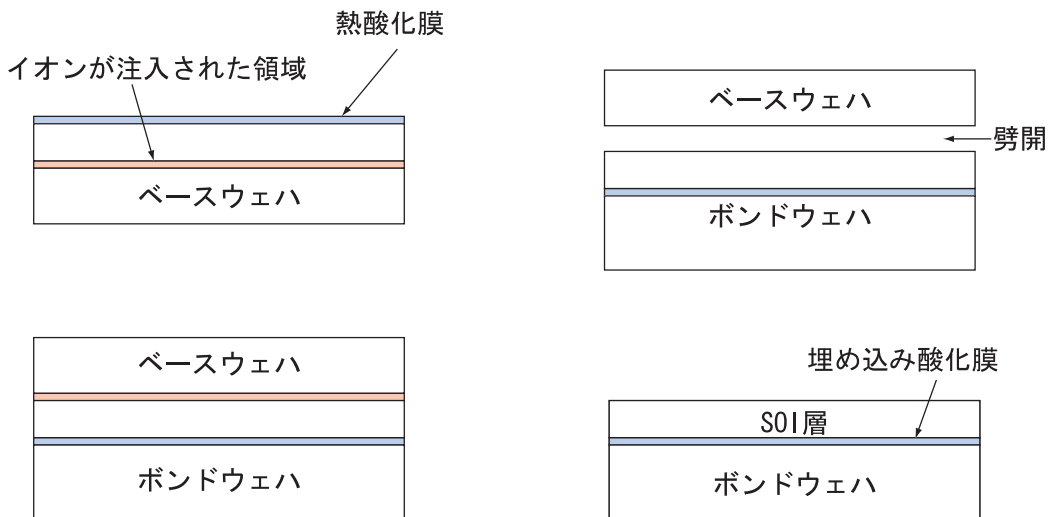 熱酸化膜
イオンが注入された領域
ベースウェハ
ベースウェハ
ボンドウェハ
ベースウェハ
劈開
ボンドウェハ
埋め込み酸化膜
SOI層
ボンドウェハ